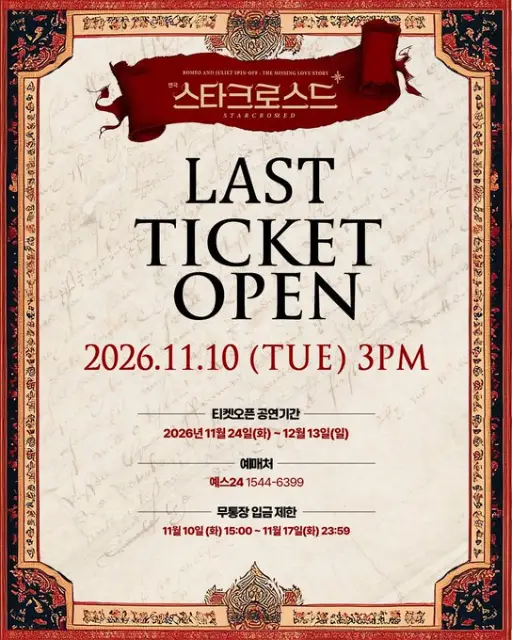 ROMEO AND JULIET SPIN-OFF : THE MISSING LOVE STORY
연극 스타크로스드
STARCROMED
LAST
TICKET
OPEN
2026.11.10 (TUE) 3PM
티켓오픈 공연기간
2026년 11월 24일(화) ~ 12월 13일(일)
예매처
예스24 1544-6399
무통장 입금 제한
11월 10일 (화) 15:00 ~ 11월 17일(화) 23:59